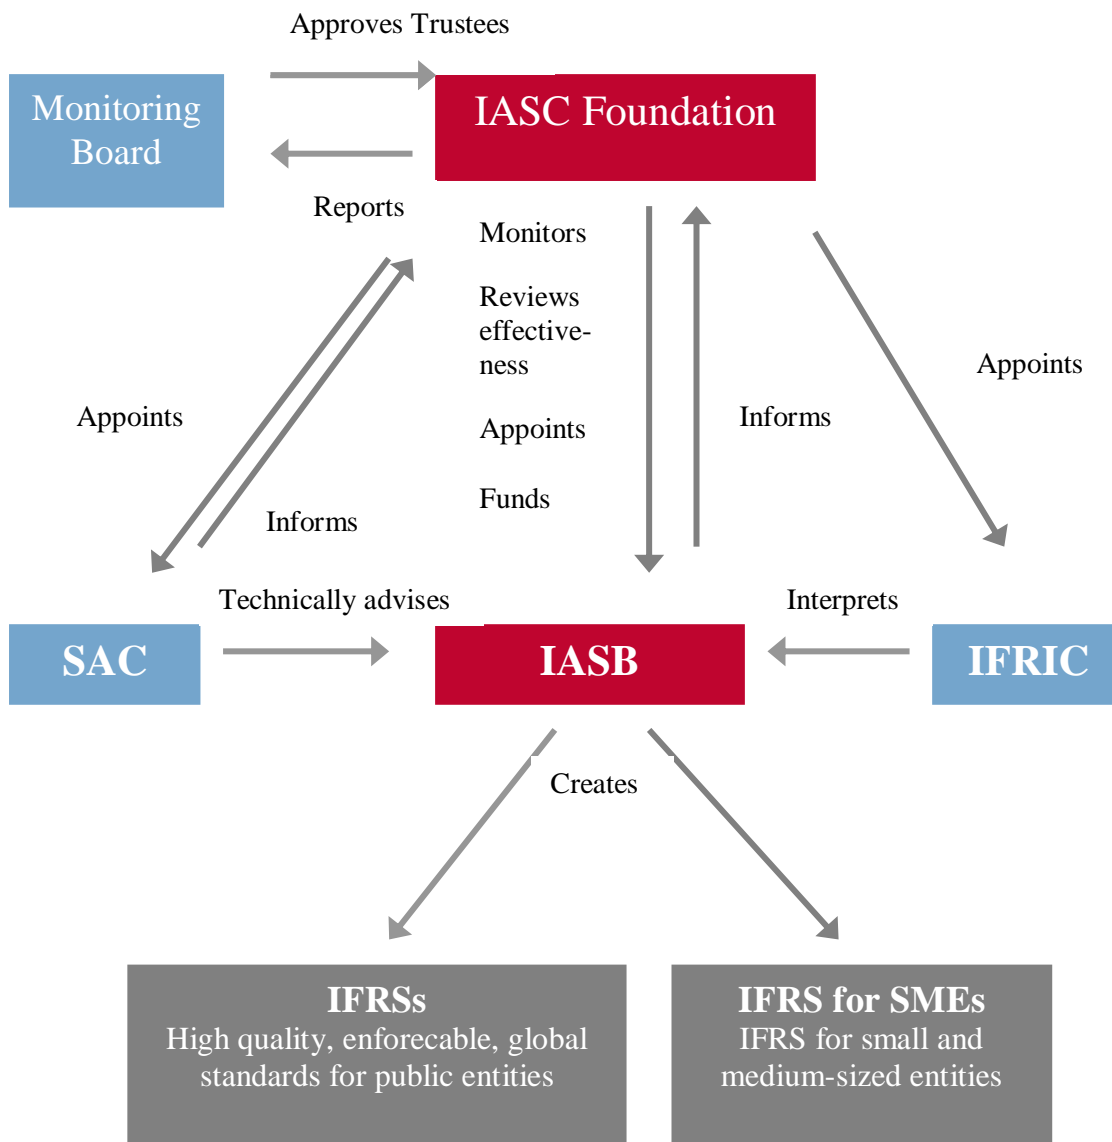 Approves Trustees
Monitoring
Board
IASC Foundation
Reports
Monitors
Reviews
effective-
ness
Appoints
Appoints
Appoints
Informs
Funds
Informs
Technically advises
Interprets
SAC
IASB
IFRIC
Creates
IFRSs
High quality, enforecable, global
standards for public entities
IFRS for SMEs
IFRS for small and
medium-sized entities